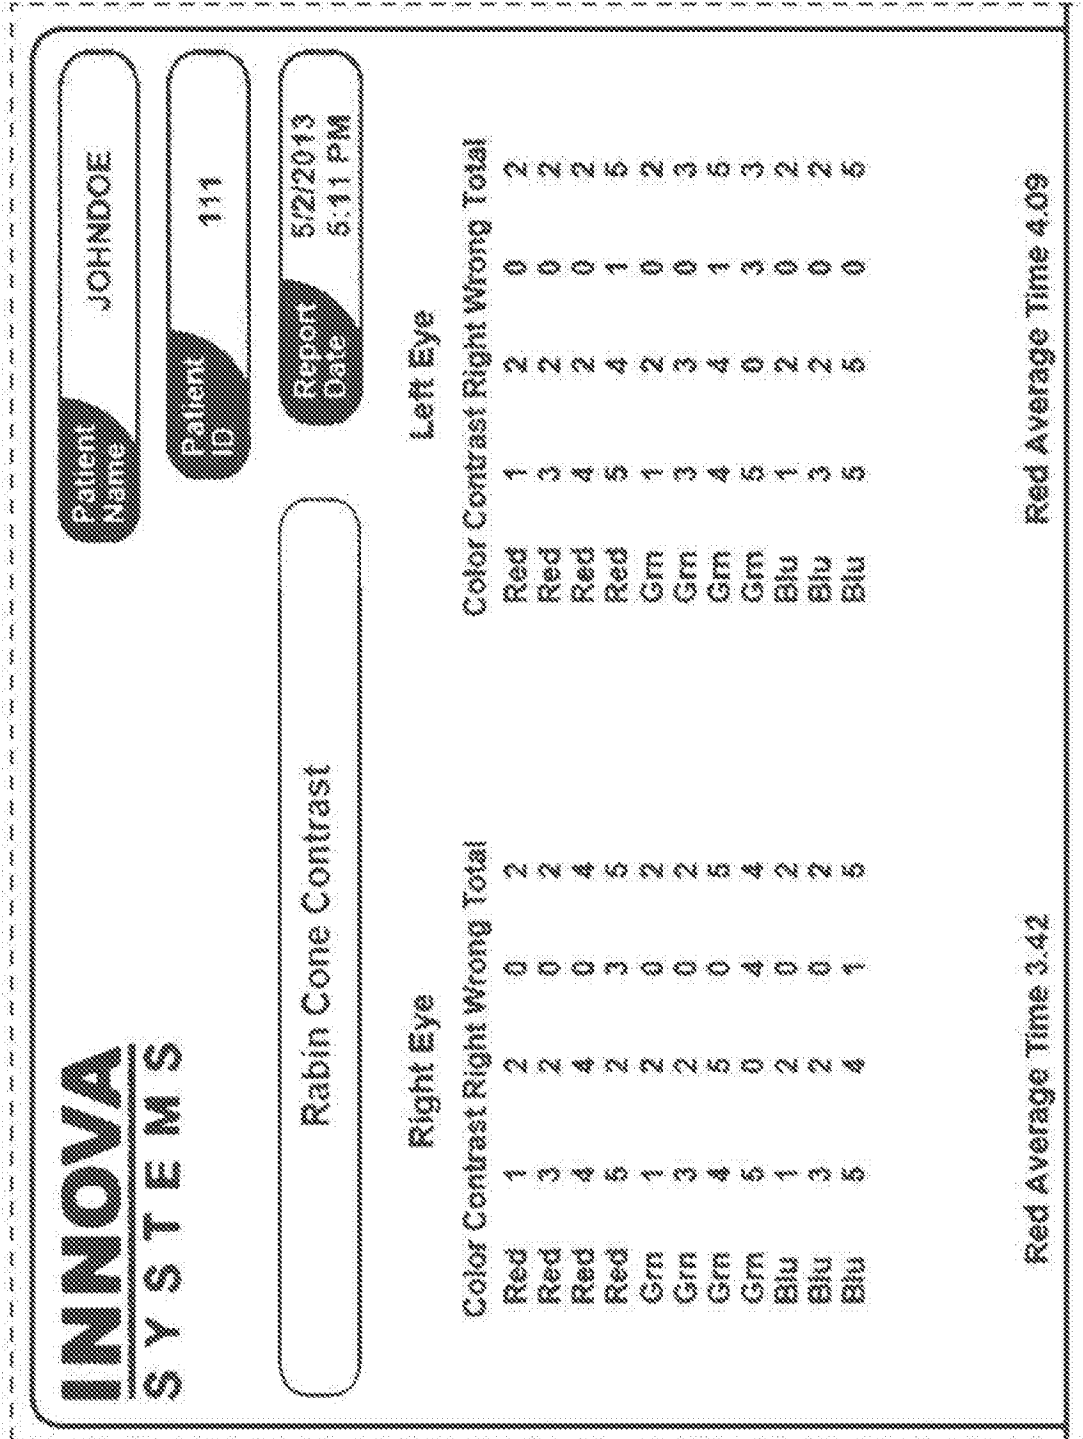 INNOVA
SYSTEMS
Patient Name JOHNDOE
Patient ID 111
Report Date 5/2/2013 5:11 PM
Rabin Cone Contrast
Right Eye
Color Contrast Right Wrong Total
Red 1 2 0 2
Red 3 2 0 2
Red 4 4 0 4
Red 5 2 3 5
Grn 1 2 0 2
Grn 3 2 0 2
Grn 4 5 0 5
Grn 5 0 4 4
Blu 1 2 0 2
Blu 3 2 0 2
Blu 5 4 1 5
Red Average Time 3.42
Left Eye
Color Contrast Right Wrong Total
Red 1 2 0 2
Red 3 2 0 2
Red 4 2 0 2
Red 5 4 1 5
Grn 1 2 0 2
Grn 3 3 0 3
Grn 4 4 1 5
Grn 5 0 3 3
Blu 1 2 0 2
Blu 3 2 0 2
Blu 5 5 0 5
Red Average Time 4.09